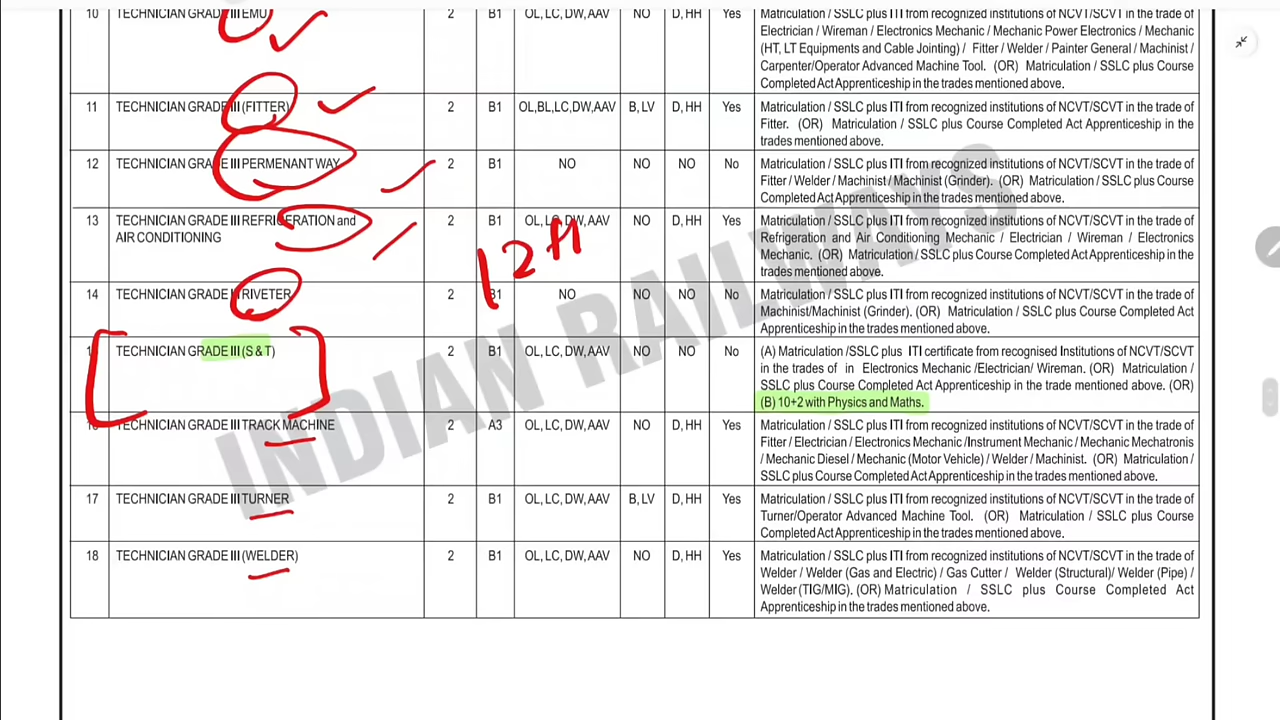 10 TECHNICIAN GRADE III EMU 2 B1 OL, LC, DW, AAV NO D, HH Yes Matriculation / SSLC plus ITI from recognized institutions of NCVT/SCVT in the trade of
Electrician / Wireman / Electronics Mechanic / Mechanic Power Electronics / Mechanic
(HT, LT Equipments and Cable Jointing) / Fitter / Welder / Painter General / Machinist /
Carpenter/Operator Advanced Machine Tool. (OR) Matriculation / SSLC plus Course
Completed Act Apprenticeship in the trades mentioned above.
11 TECHNICIAN GRADE III (FITTER) 2 B1 OL,BL,LC,DW,AAV B, LV D, HH Yes Matriculation / SSLC plus ITI from recognized institutions of NCVT/SCVT in the trade of
Fitter. (OR) Matriculation / SSLC plus Course Completed Act Apprenticeship in the
trades mentioned above.
12 TECHNICIAN GRADE III PERMENANT WAY 2 B1 NO NO NO No Matriculation / SSLC plus ITI from recognized institutions of NCVT/SCVT in the trade of
Fitter / Welder / Machinist / Machinist (Grinder). (OR) Matriculation / SSLC plus Course
Completed Act Apprenticeship in the trades mentioned above.
13 TECHNICIAN GRADE III REFRIGERATION and 2 B1 OL, LC, DW, AAV NO D, HH Yes Matriculation / SSLC plus ITI from recognized institutions of NCVT/SCVT in the trade of
AIR CONDITIONING Refrigeration and Air Conditioning Mechanic / Electrician / Wireman / Electronics
Mechanic. (OR) Matriculation / SSLC plus Course Completed Act Apprenticeship in the
trades mentioned above.
12
14 TECHNICIAN GRADE RIVETER 2 B1 NO NO NO No Matriculation / SSLC plus ITI from recognized institutions of NCVT/SCVT in the trade of
Machinist/Machinist (Grinder). (OR) Matriculation / SSLC plus Course Completed Act
Apprenticeship in the trades mentioned above.
TECHNICIAN GRADE III (S & T) 2 B1 OL, LC, DW, AAV NO NO No (A) Matriculation /SSLC plus ITI certificate from recognised Institutions of NCVT/SCVT
in the trades of in Electronics Mechanic /Electrician/ Wireman. (OR) Matriculation /
SSLC plus Course Completed Act Apprenticeship in the trade mentioned above. (OR)
(B) 10+2 with Physics and Maths.
16 TECHNICIAN GRADE III TRACK MACHINE 2 A3 OL, LC, DW, AAV NO D, HH Yes Matriculation / SSLC plus ITI from recognized institutions of NCVT/SCVT in the trade of
Fitter / Electrician / Electronics Mechanic /Instrument Mechanic / Mechanic Mechatronis
/ Mechanic Diesel / Mechanic (Motor Vehicle) / Welder / Machinist. (OR) Matriculation /
SSLC plus Course Completed Act Apprenticeship in the trades mentioned above.
17 TECHNICIAN GRADE III TURNER 2 B1 OL, LC, DW, AAV B, LV D, HH Yes Matriculation / SSLC plus ITI from recognized institutions of NCVT/SCVT in the trade of
Turner/Operator Advanced Machine Tool. (OR) Matriculation / SSLC plus Course
Completed Act Apprenticeship in the trades mentioned above.
18 TECHNICIAN GRADE III (WELDER) 2 B1 OL, LC, DW, AAV NO D, HH Yes Matriculation / SSLC plus ITI from recognized institutions of NCVT/SCVT in the trade of
Welder / Welder (Gas and Electric) / Gas Cutter / Welder (Structural)/ Welder (Pipe) /
Welder (TIG/MIG). (OR) Matriculation / SSLC plus Course Completed Act
Apprenticeship in the trades mentioned above.
INDIAN RAILWAYS